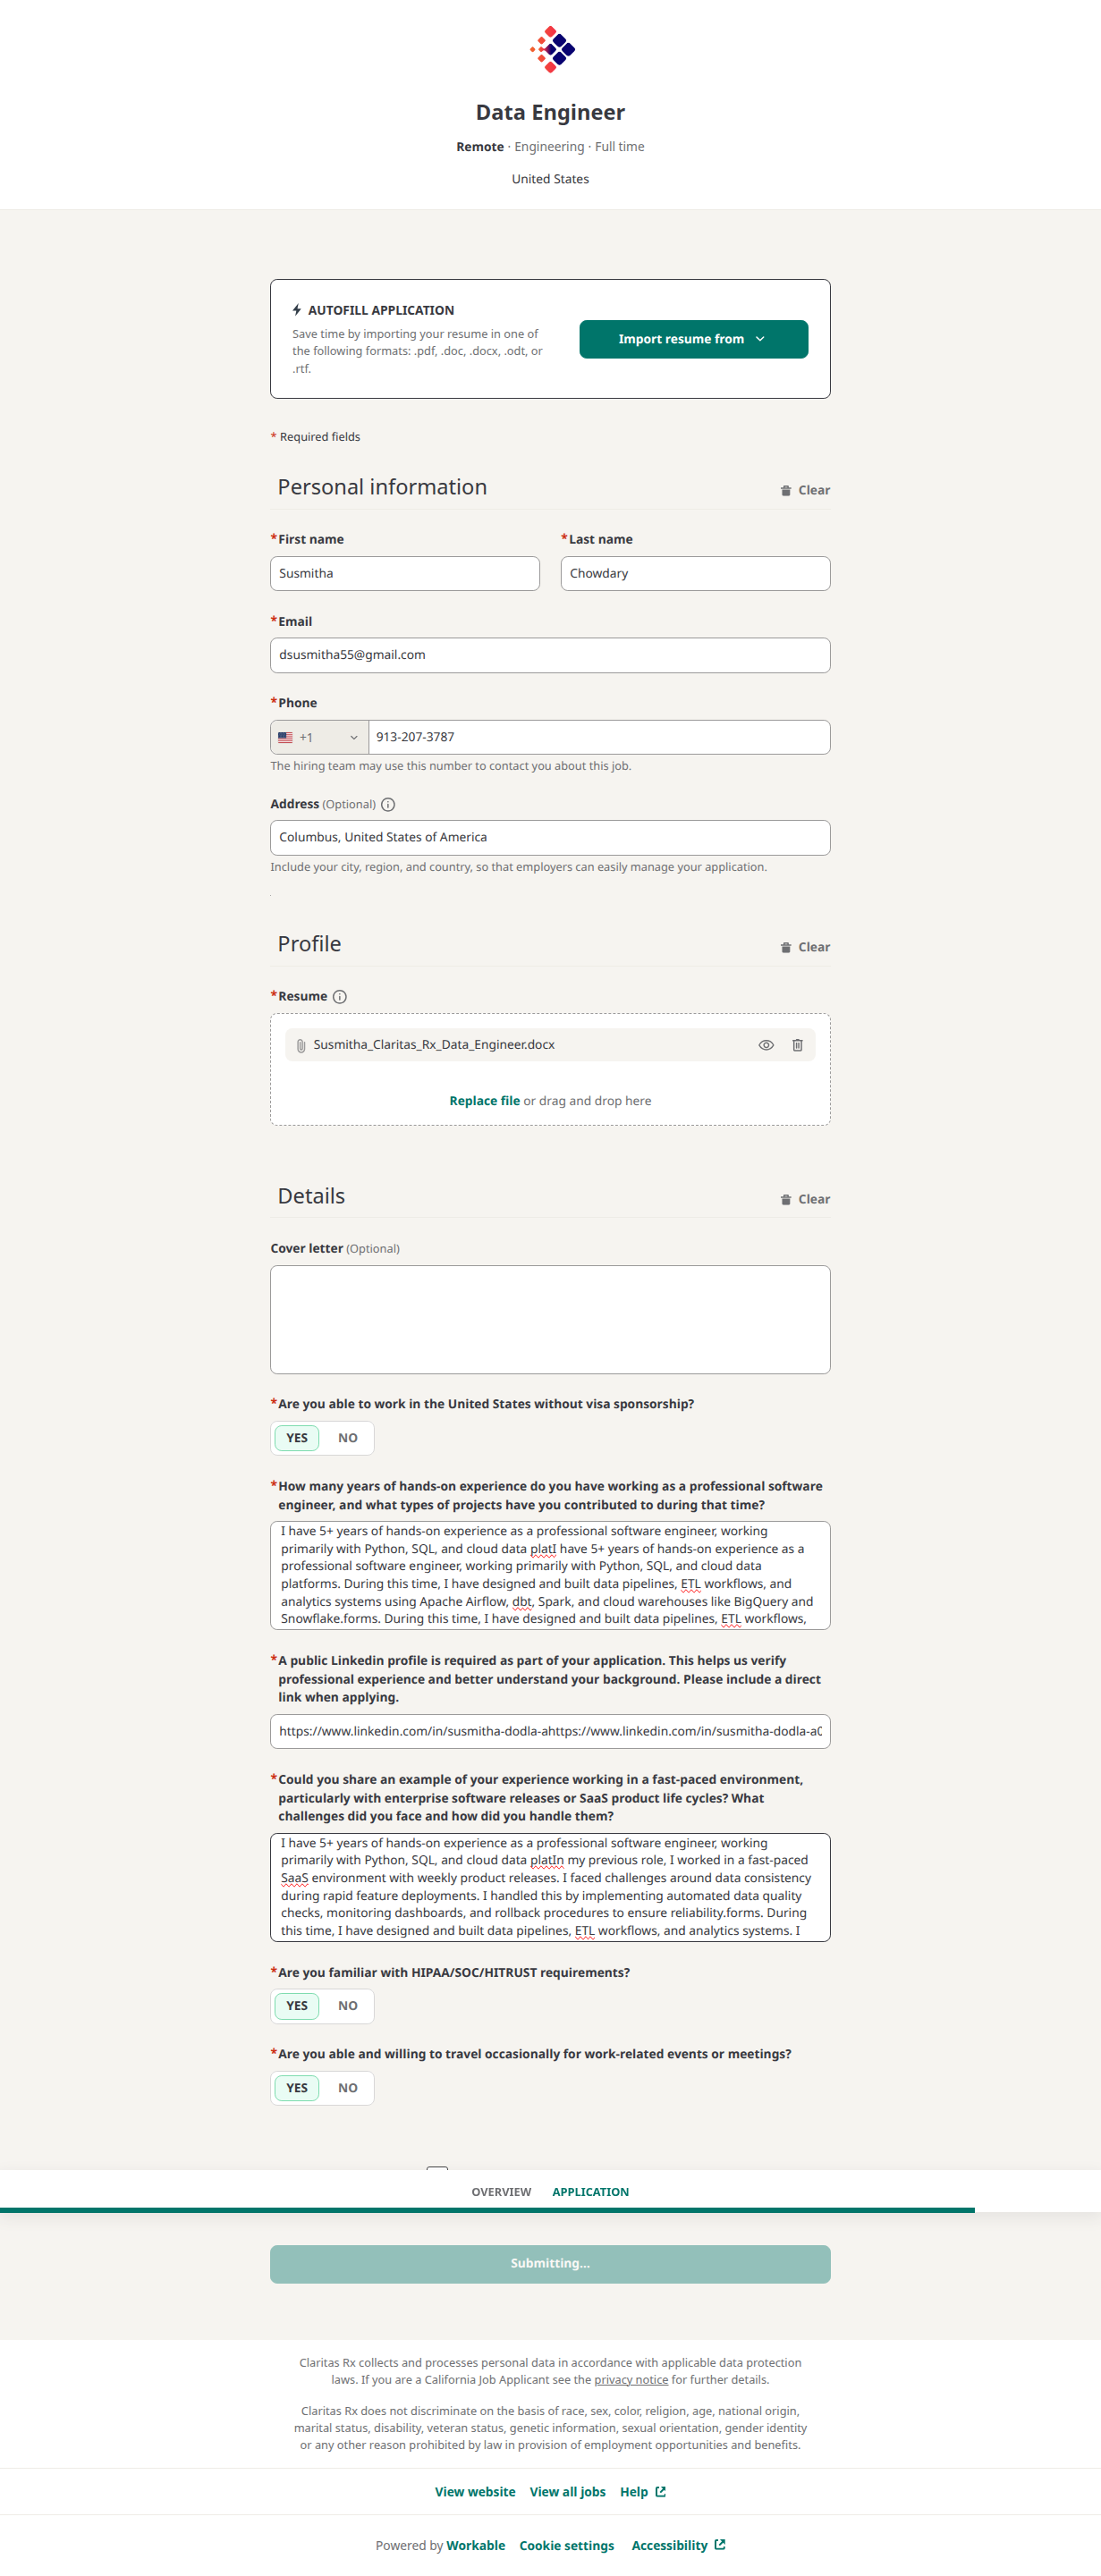 Data Engineer
Remote · Engineering · Full time
United States
AUTOFILL APPLICATION
Save time by importing your resume in one of
the following formats: .pdf, .doc, .docx, .odt, or
.rtf.
Import resume from
* Required fields
Personal information
Clear
*First name
*Last name
Susmitha
Chowdary
*Email
dsusmitha55@gmail.com
*Phone
+1
913-207-3787
The hiring team may use this number to contact you about this job.
Address (Optional)
Columbus, United States of America
Include your city, region, and country, so that employers can easily manage your application.
Profile
Clear
*Resume
Susmitha_Claritas_Rx_Data_Engineer.docx
Replace file or drag and drop here
Details
Clear
Cover letter (Optional)
*Are you able to work in the United States without visa sponsorship?
YES NO
*How many years of hands-on experience do you have working as a professional software
engineer, and what types of projects have you contributed to during that time?
I have 5+ years of hands-on experience as a professional software engineer, working
primarily with Python, SQL, and cloud data platI have 5+ years of hands-on experience as a
professional software engineer, working primarily with Python, SQL, and cloud data
platforms. During this time, I have designed and built data pipelines, ETL workflows, and
analytics systems using Apache Airflow, dbt, Spark, and cloud warehouses like BigQuery and
Snowflake.forms. During this time, I have designed and built data pipelines, ETL workflows,
*A public Linkedin profile is required as part of your application. This helps us verify
professional experience and better understand your background. Please include a direct
link when applying.
https://www.linkedin.com/in/susmitha-dodla-ahttps://www.linkedin.com/in/susmitha-dodla-a0
*Could you share an example of your experience working in a fast-paced environment,
particularly with enterprise software releases or SaaS product life cycles? What
challenges did you face and how did you handle them?
I have 5+ years of hands-on experience as a professional software engineer, working
primarily with Python, SQL, and cloud data platIn my previous role, I worked in a fast-paced
SaaS environment with weekly product releases. I faced challenges around data consistency
during rapid feature deployments. I handled this by implementing automated data quality
checks, monitoring dashboards, and rollback procedures to ensure reliability.forms. During
this time, I have designed and built data pipelines, ETL workflows, and analytics systems. I
*Are you familiar with HIPAA/SOC/HITRUST requirements?
YES NO
*Are you able and willing to travel occasionally for work-related events or meetings?
YES NO
OVERVIEW APPLICATION
Submitting...
Claritas Rx collects and processes personal data in accordance with applicable data protection
laws. If you are a California Job Applicant see the privacy notice for further details.
Claritas Rx does not discriminate on the basis of race, sex, color, religion, age, national origin,
marital status, disability, veteran status, genetic information, sexual orientation, gender identity
or any other reason prohibited by law in provision of employment opportunities and benefits.
View website View all jobs Help
Powered by Workable Cookie settings Accessibility